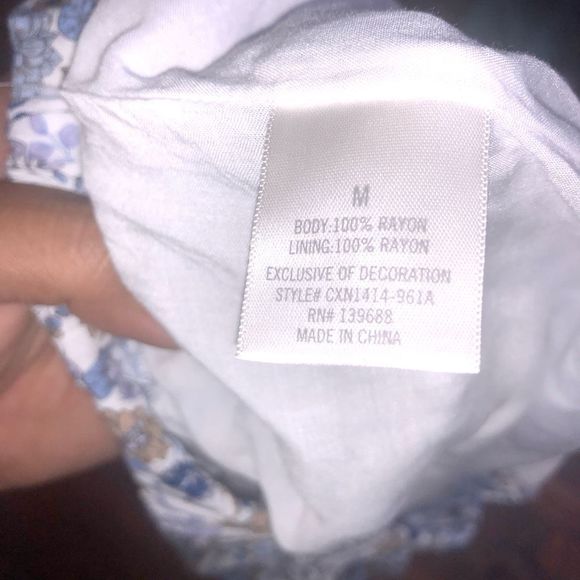 M
BODY:100% RAYON
LINING:100% RAYON
EXCLUSIVE OF DECORATION
STYLE# CXN1414-961A
RN# 139688
MADE IN CHINA